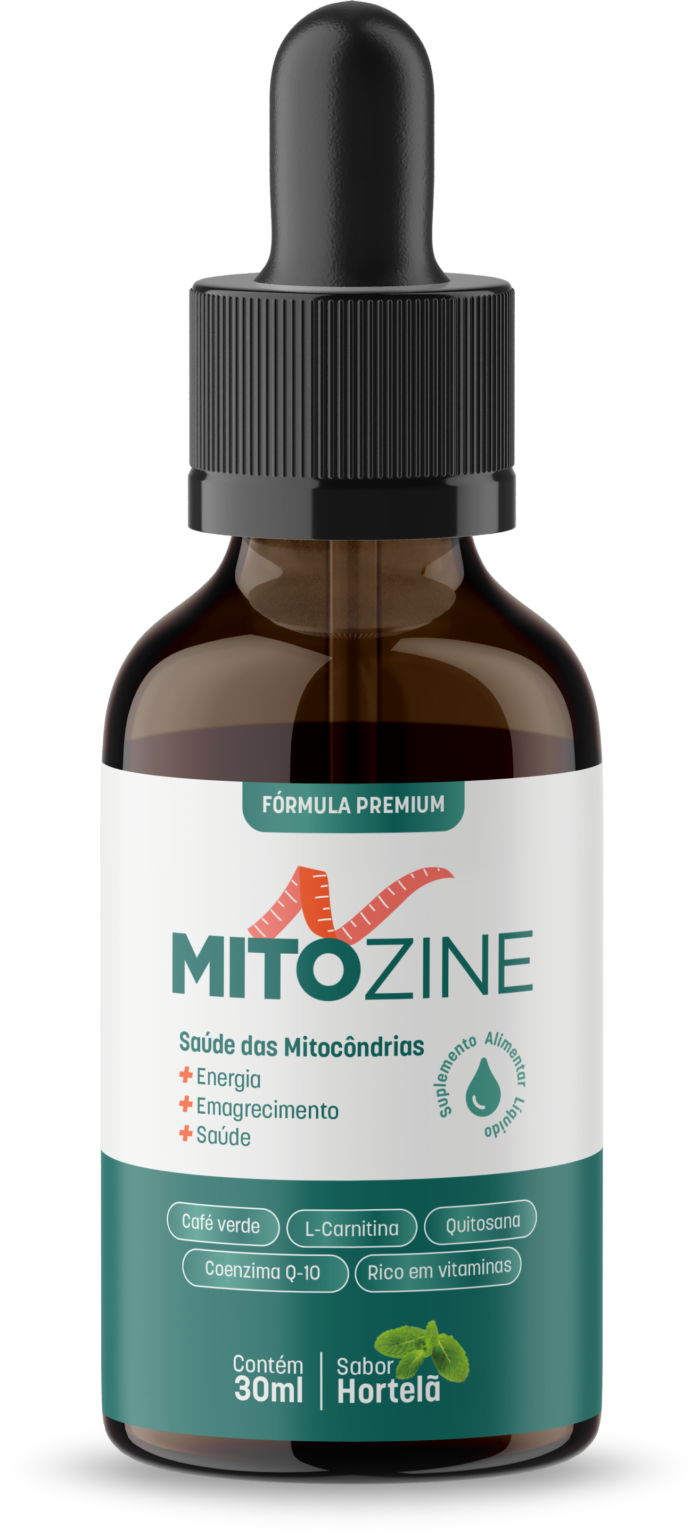 FÓRMULA PREMIUM
MITOZINE
Saúde das Mitocôndrias
+Energia
+Emagrecimento
+Saúde
Suplemento Alimentar Líquido
Café verde
L-Carnitina
Quitosana
Coenzima Q-10
Rico em vitaminas
Contém
30ml
Sabor
Hortelã